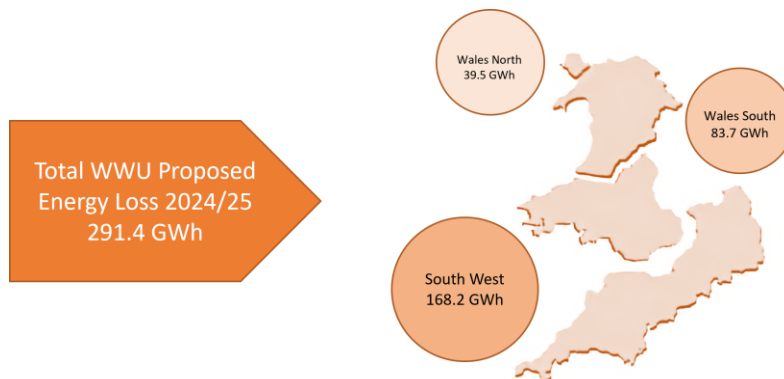 Total WWU Proposed
Energy Loss 2024/25
291.4 GWh
Wales North
39.5 GWh
Wales South
83.7 GWh
South West
168.2 GWh